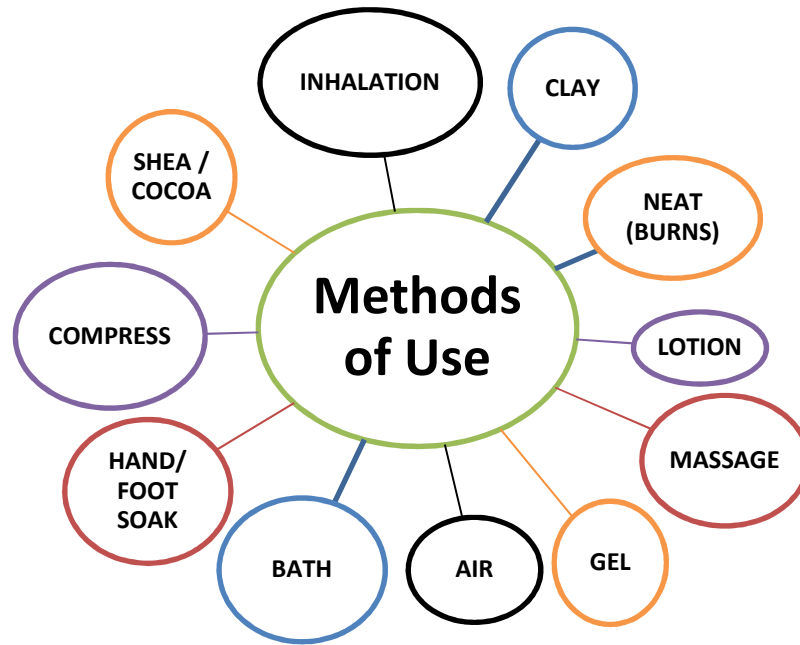 INHALATION
CLAY
SHEA /
COCOA
NEAT
(BURNS)
Methods
of Use
COMPRESS
LOTION
HAND/
FOOT
SOAK
MASSAGE
BATH
AIR
GEL